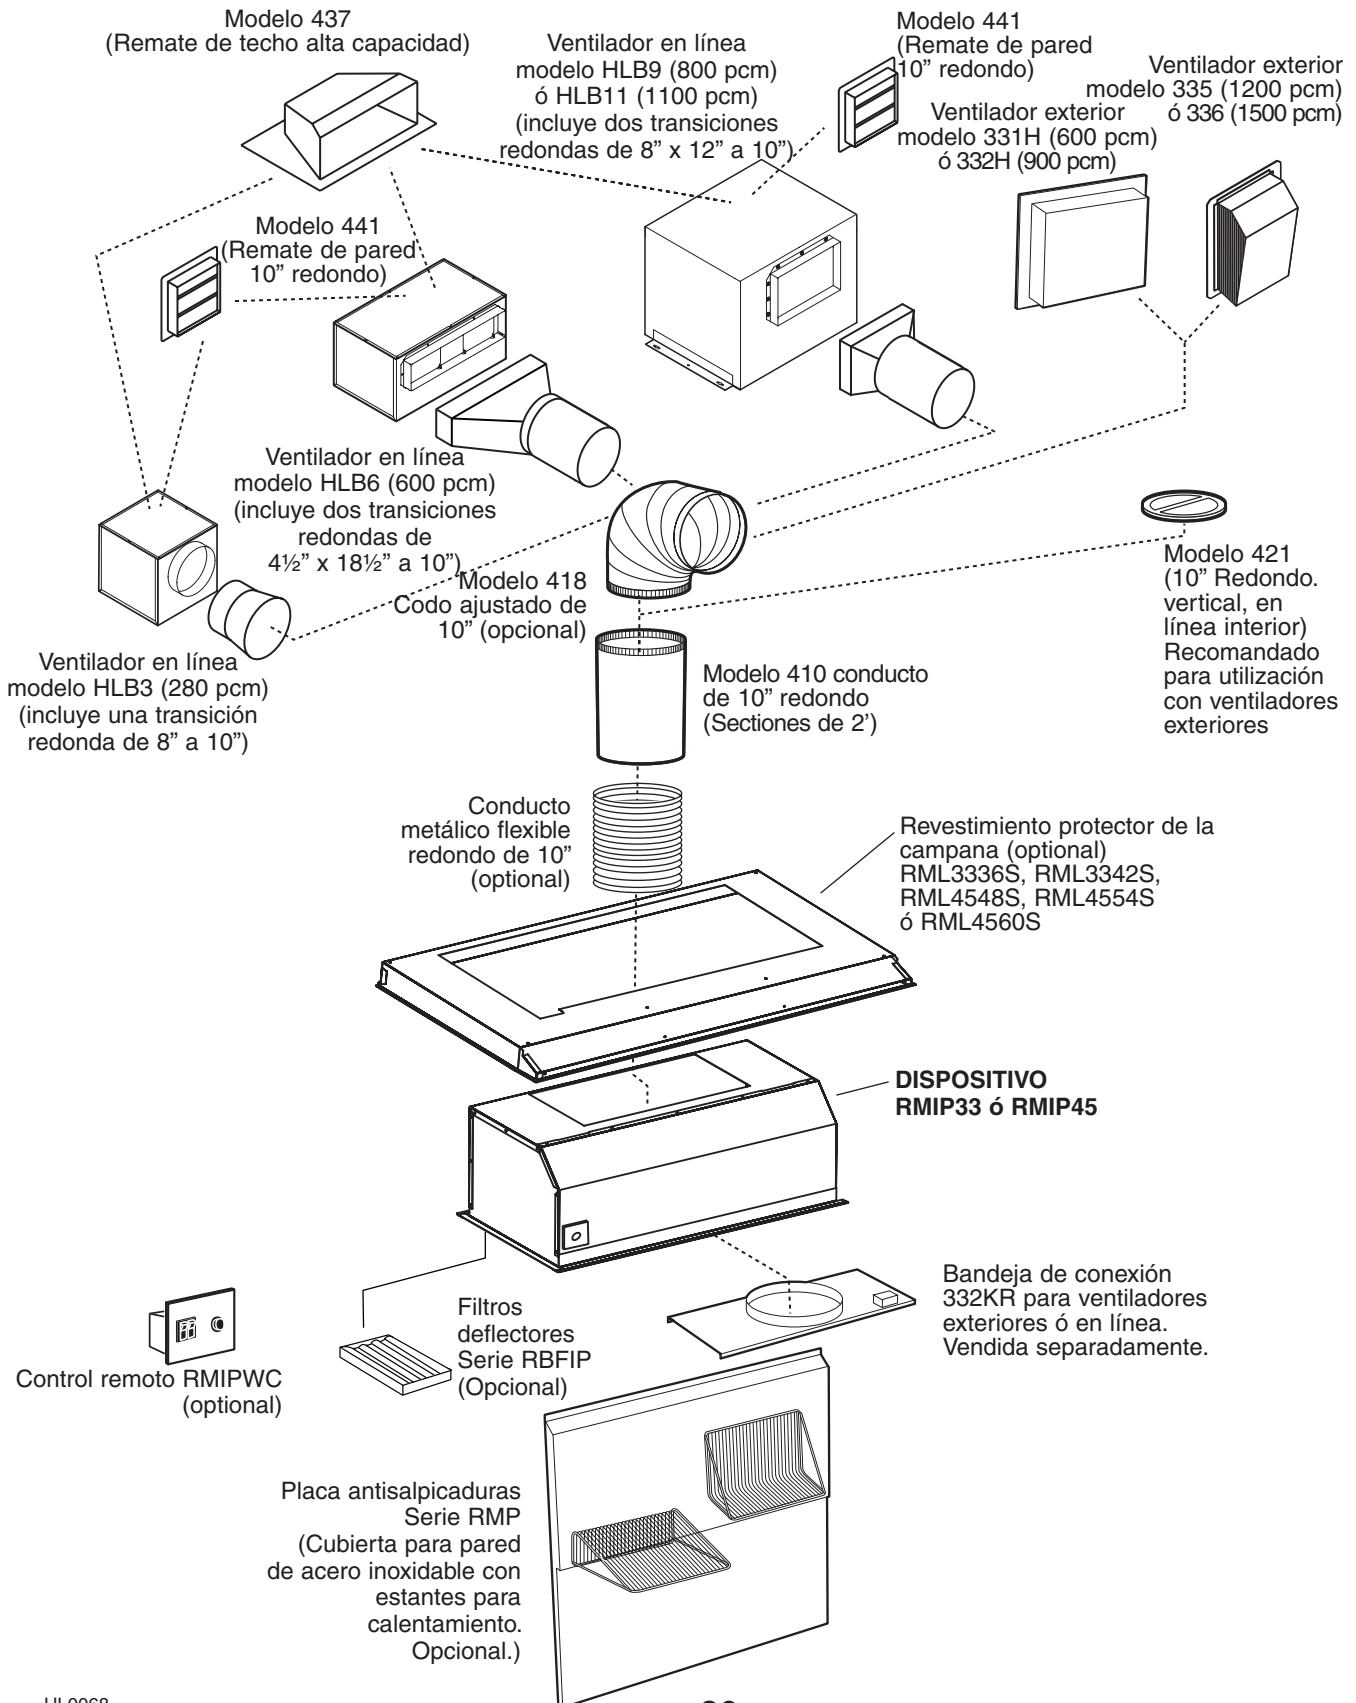 Modelo 437
(Remate de techo alta capacidad)
Ventilador en línea
modelo HLB9 (800 pcm)
ó HLB11 (1100 pcm)
(incluye dos transiciones
redondas de 8” x 12” a 10”)
Modelo 441
(Remate de pared
10” redondo)
Ventilador exterior
modelo 335 (1200 pcm)
ó 336 (1500 pcm)
Ventilador exterior
modelo 331H (600 pcm)
ó 332H (900 pcm)
Modelo 441
(Remate de pared
10” redondo)
Ventilador en línea
modelo HLB6 (600 pcm)
(incluye dos transiciones
redondas de
4½” x 18½” a 10”)
Modelo 418
Codo ajustado de
10” (opcional)
Modelo 421
(10” Redondo.
vertical, en
línea interior)
Recomandado
para utilización
con ventiladores
exteriores
Ventilador en línea
modelo HLB3 (280 pcm)
(incluye una transición
redonda de 8” a 10”)
Modelo 410 conducto
de 10” redondo
(Sectiones de 2’)
Conducto
metálico flexible
redondo de 10”
(optional)
Revestimiento protector de la
campana (optional)
RML3336S, RML3342S,
RML4548S, RML4554S
ó RML4560S
DISPOSITIVO
RMIP33 ó RMIP45
Bandeja de conexión
332KR para ventiladores
exteriores ó en línea.
Vendida separadamente.
Filtros
deflectores
Serie RBFIP
(Opcional)
Control remoto RMIPWC
(optional)
Placa antisalpicaduras
Serie RMP
(Cubierta para pared
de acero inoxidable con
estantes para
calentamiento.
Opcional.)